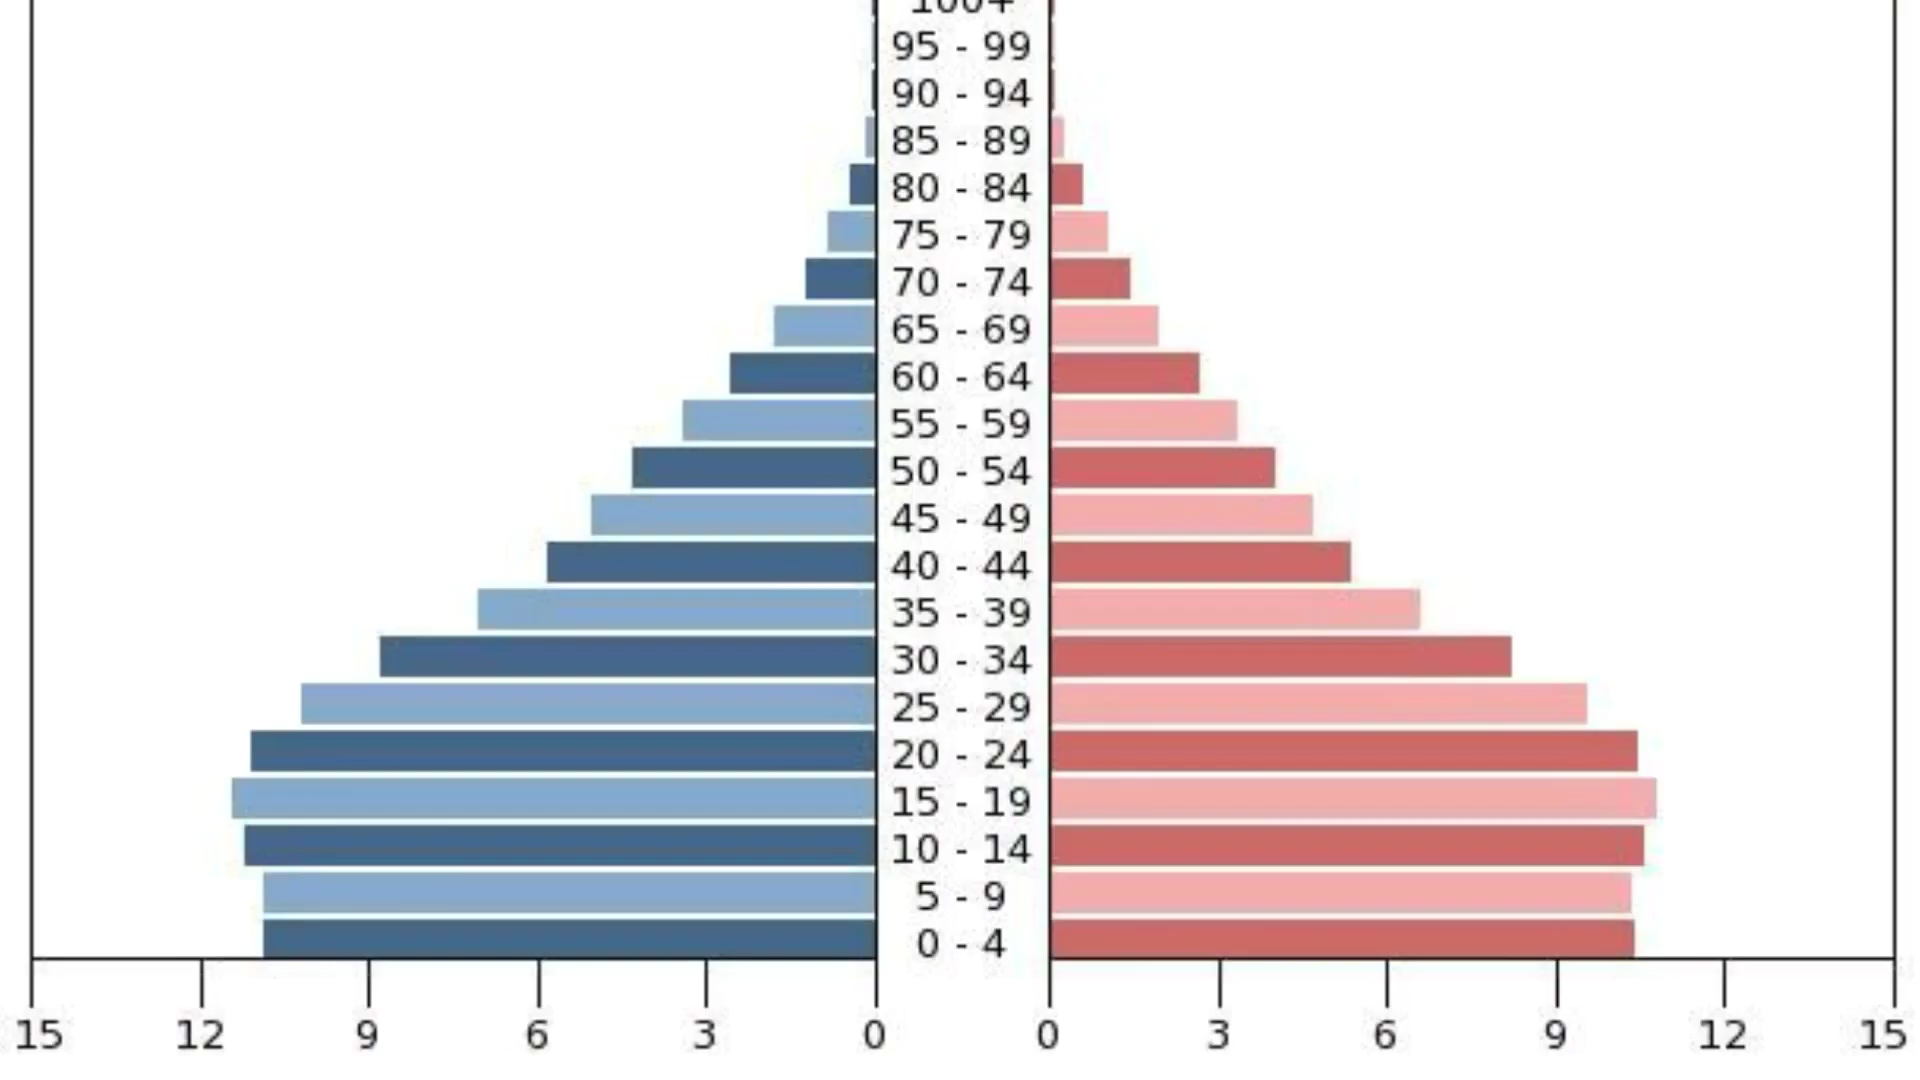 100+
95 - 99
90 - 94
85 - 89
80 - 84
75 - 79
70 - 74
65 - 69
60 - 64
55 - 59
50 - 54
45 - 49
40 - 44
35 - 39
30 - 34
25 - 29
20 - 24
15 - 19
10 - 14
5 - 9
0 - 4
15 12 9 6 3 0 0 3 6 9 12 15